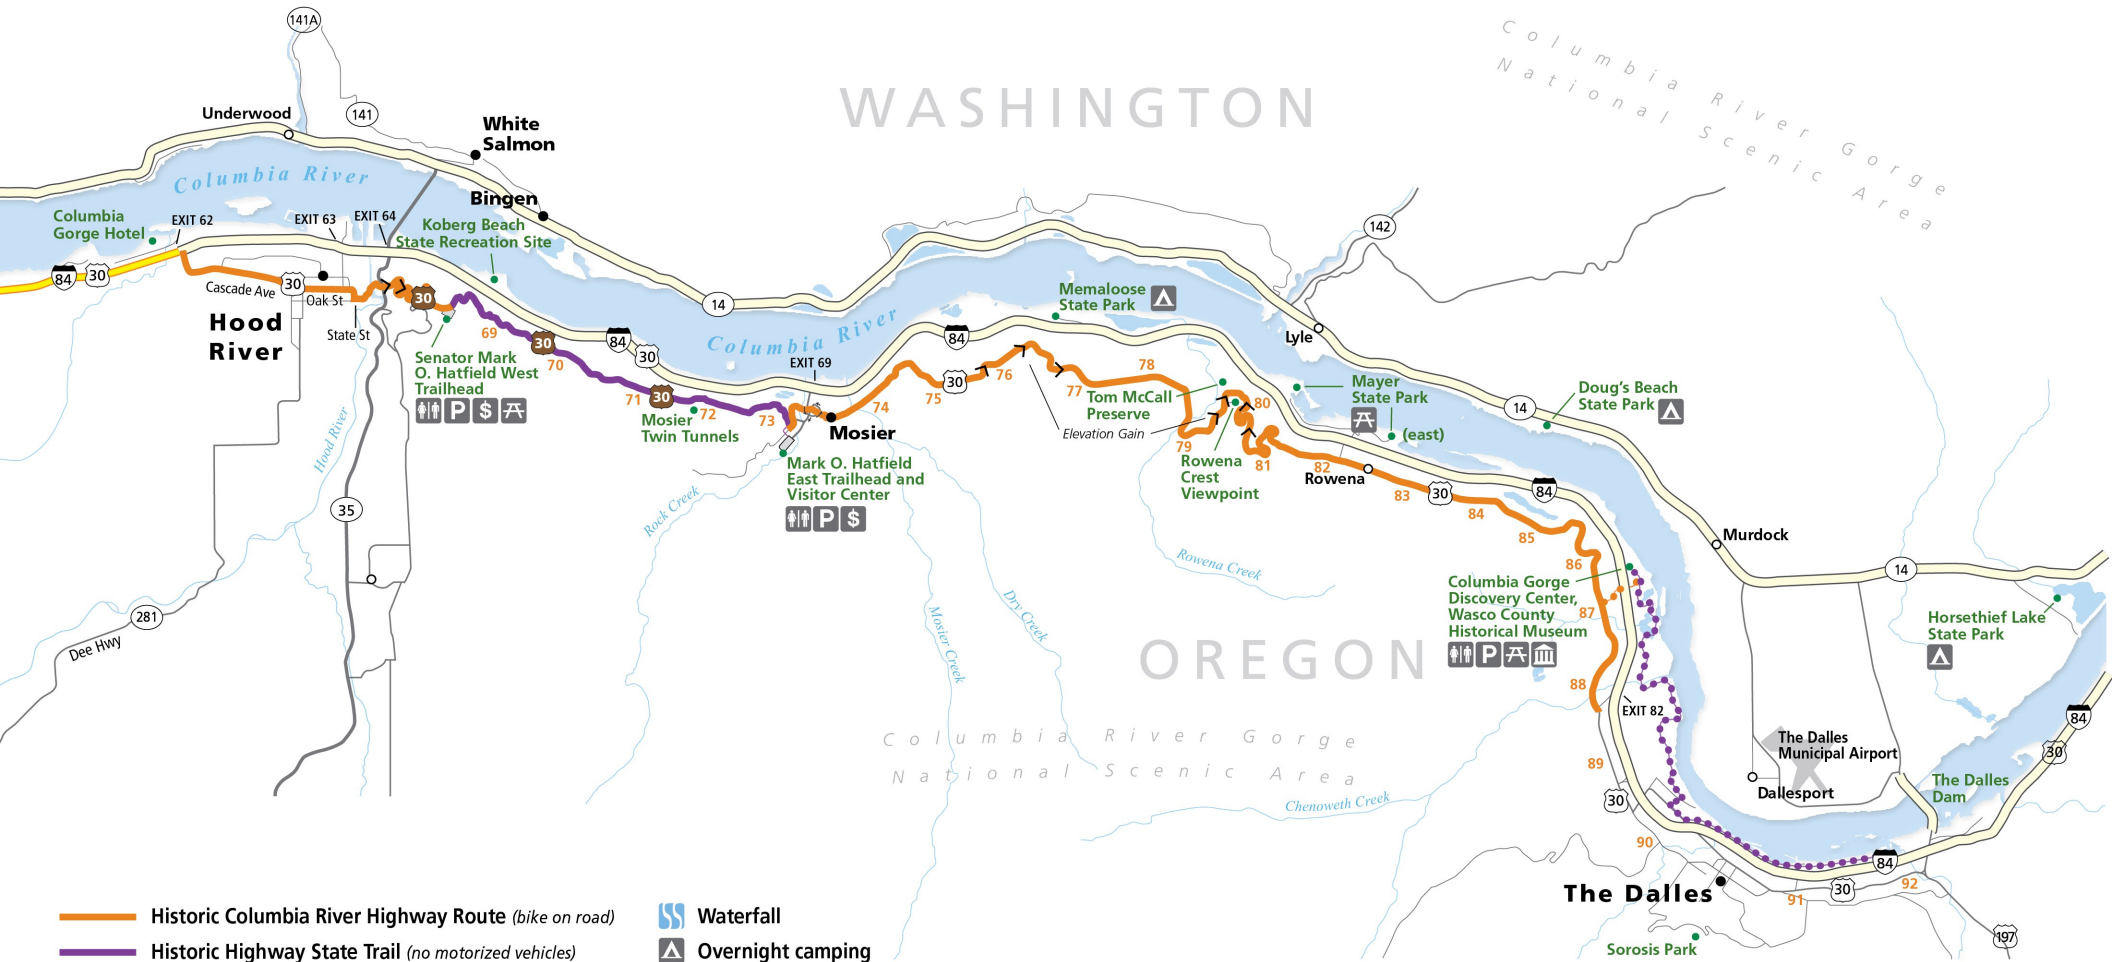 141A
Columbia River Gorge
National Scenic Area
WASHINGTON
Underwood
141
White
Salmon
Columbia River
Bingen
Columbia
Gorge Hotel
EXIT 62
EXIT 63
EXIT 64
Koberg Beach
State Recreation Site
142
84
30
Cascade Ave
30
Oak St
30
State St
Hood
River
69
30
70
84
30
14
Columbia River
EXIT 69
84
Memaloose
State Park
Lyle
Senator Mark
O. Hatfield West
Trailhead
P
$
71
30
72
73
Mosier
Twin Tunnels
Mosier
74
75
30
76
77
78
Tom McCall
Preserve
Elevation Gain
79
80
81
Rowena
Crest
Viewpoint
82
Rowena
Mayer
State Park
(east)
14
Doug's Beach
State Park
83
30
84
84
85
86
87
88
Mark O. Hatfield
East Trailhead and
Visitor Center
P
$
Hood River
35
Rock Creek
Rowena Creek
Mosier Creek
Dry Creek
281
Dee Hwy
OREGON
Columbia Gorge
Discovery Center,
Wasco County
Historical Museum
P
Murdock
14
Horsethief Lake
State Park
EXIT 82
Columbia River Gorge
National Scenic Area
Chenoweth Creek
89
30
90
The Dalles
Municipal Airport
Dallesport
The Dalles
Dam
84
30
84
The Dalles
30
91
92
197
Sorosis Park
Historic Columbia River Highway Route (bike on road)
Waterfall
Historic Highway State Trail (no motorized vehicles)
Overnight camping